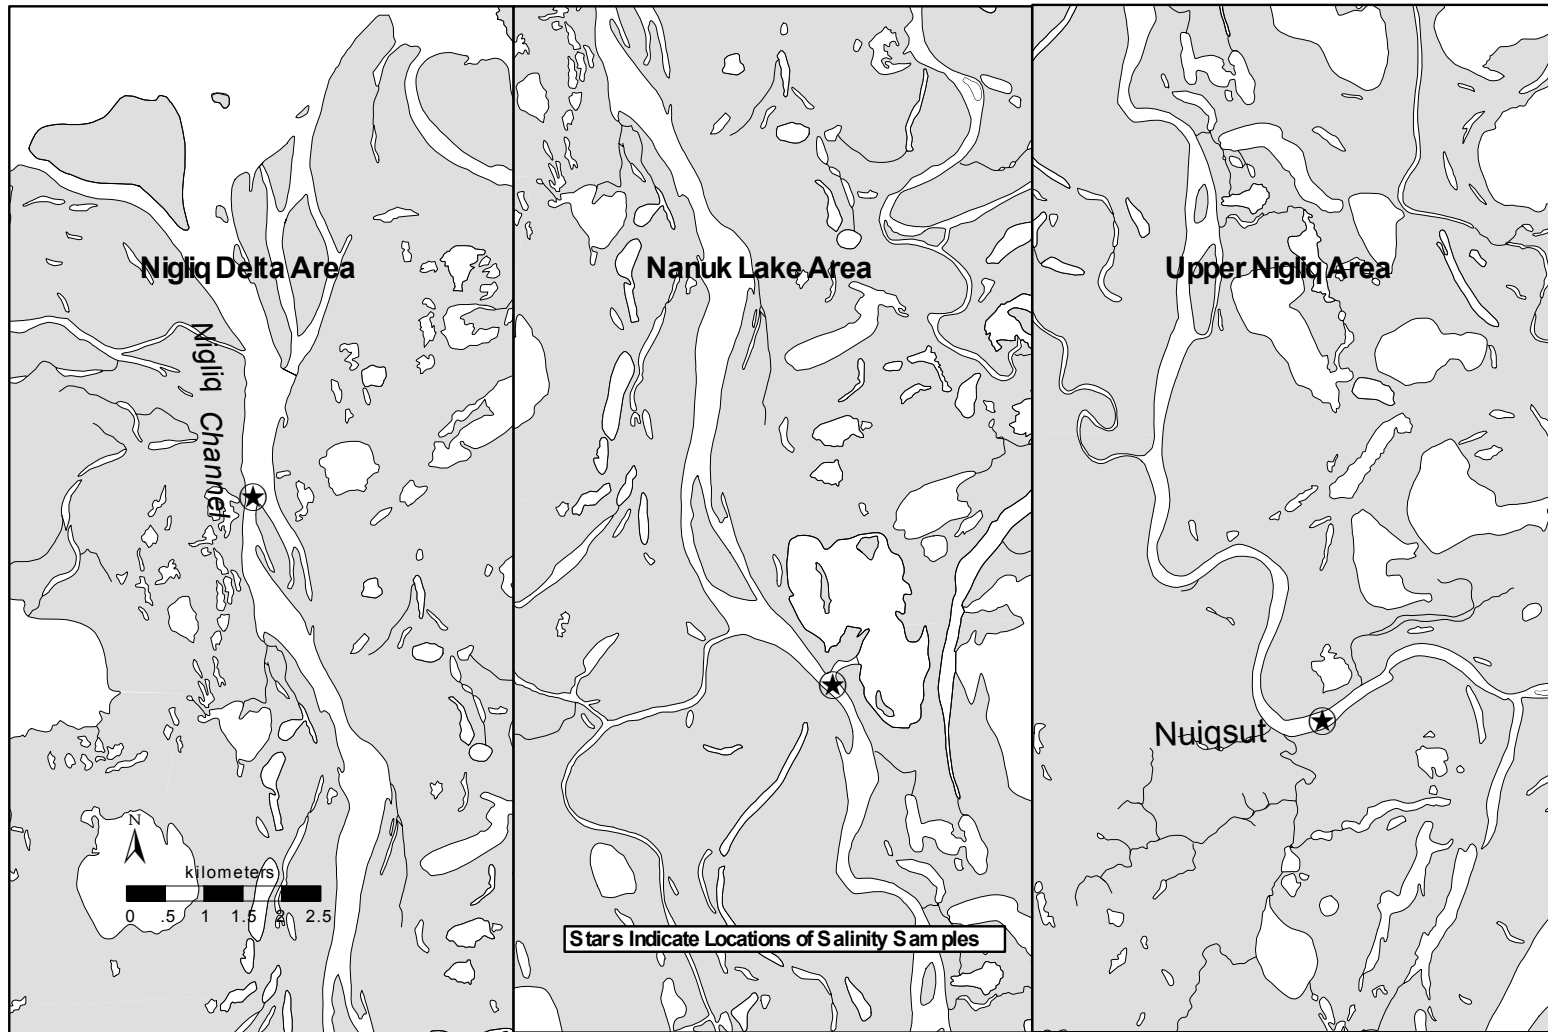 Nigliq Delta Area
Nanuk Lake Area
Upper Nigliq Area
Nigliq Channel
Nuiqsut
N
kilometers
0 .5 1 1.5 2 2.5
Stars Indicate Locations of Salinity Samples